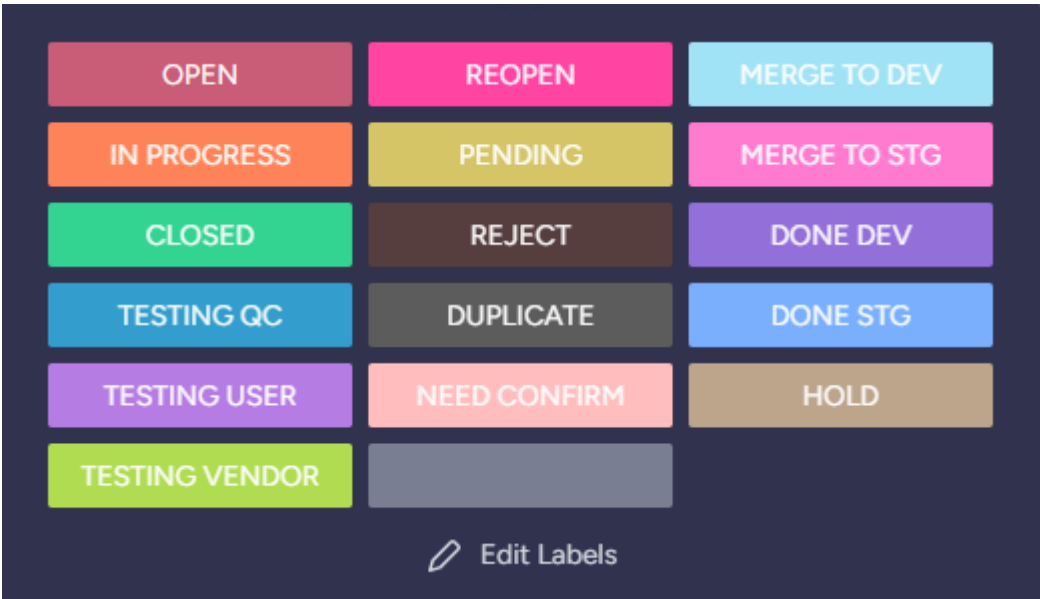 OPEN
REOPEN
MERGE TO DEV
IN PROGRESS
PENDING
MERGE TO STG
CLOSED
REJECT
DONE DEV
TESTING QC
DUPLICATE
DONE STG
TESTING USER
NEED CONFIRM
HOLD
TESTING VENDOR
Edit Labels